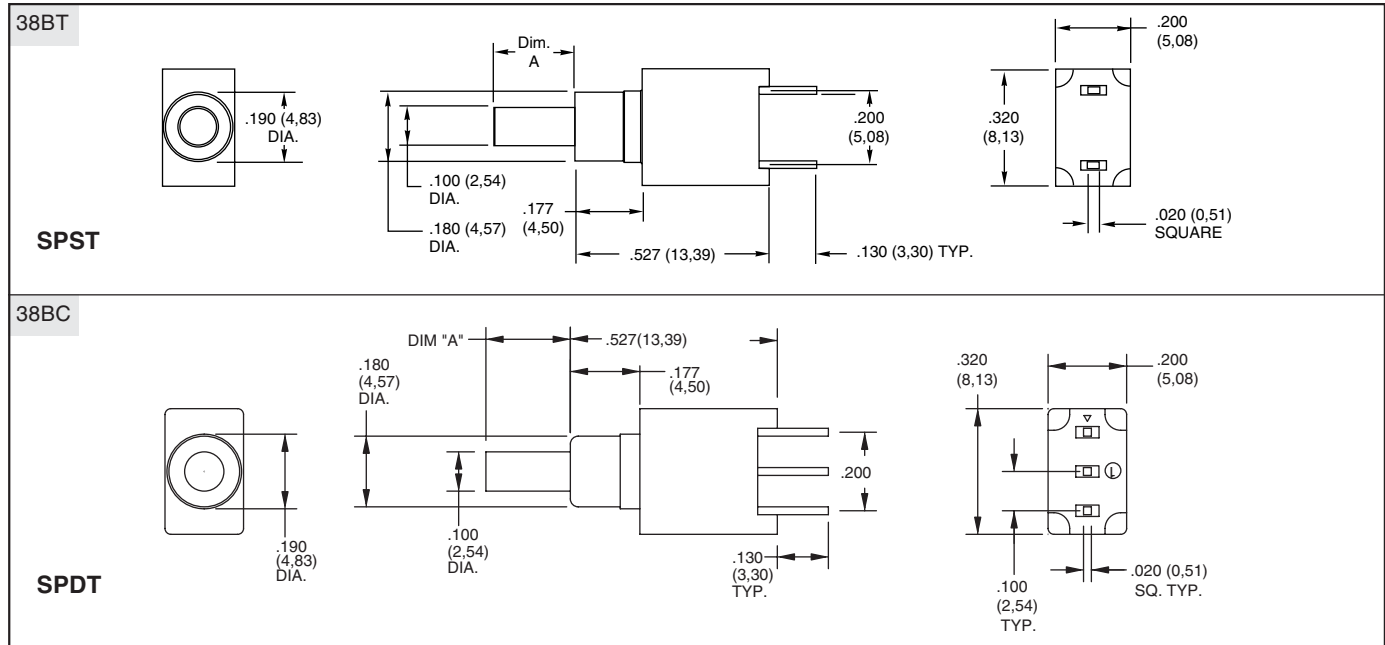 38BT
Dim.
A
.200
(5,08)
.190 (4,83)
DIA.
.200
(5,08)
.320
(8,13)
.100 (2,54)
DIA.
.177
(4,50)
.180 (4,57)
DIA.
.020 (0,51)
SQUARE
SPST
.527 (13,39)
.130 (3,30) TYP.
38BC
DIM "A"
.527(13,39)
.180
(4,57)
DIA.
.177
(4,50)
.320
(8,13)
.200
(5,08)
.200
L
.190
(4,83)
DIA.
.100
(2,54)
DIA.
.130
(3,30)
TYP.
.100
(2,54)
TYP.
.020 (0,51)
SQ. TYP.
SPDT